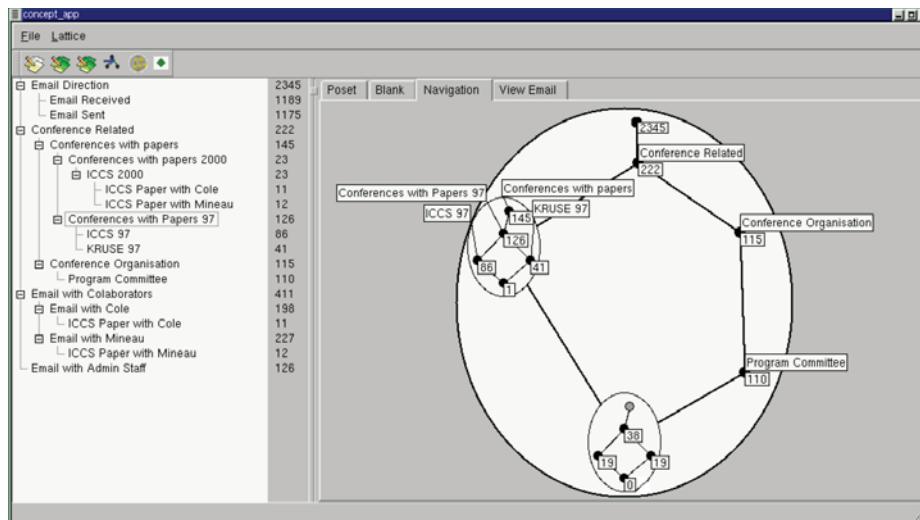 concept_app
File Lattice
Email Direction 2345
Email Received 1189
Email Sent 1175
Conference Related 222
Conferences with papers 145
Conferences with papers 2000 23
ICCS 2000 23
ICCS Paper with Cole 11
ICCS Paper with Mineau 12
Conferences with Papers 97 126
ICCS 97 86
KRUSE 97 41
Conference Organisation 115
Program Committee 110
Email with Colaborators 411
Email with Cole 198
ICCS Paper with Cole 11
Email with Mineau 227
ICCS Paper with Mineau 12
Email with Admin Staff 126
Poset Blank Navigation View Email
2345
Conference Related
222
Conferences with Papers 97 Conferences with papers
ICCS 97 KRUSE 97
145
126
86 41
1
Conference Organisation
115
Program Committee
110
38
19 19
0